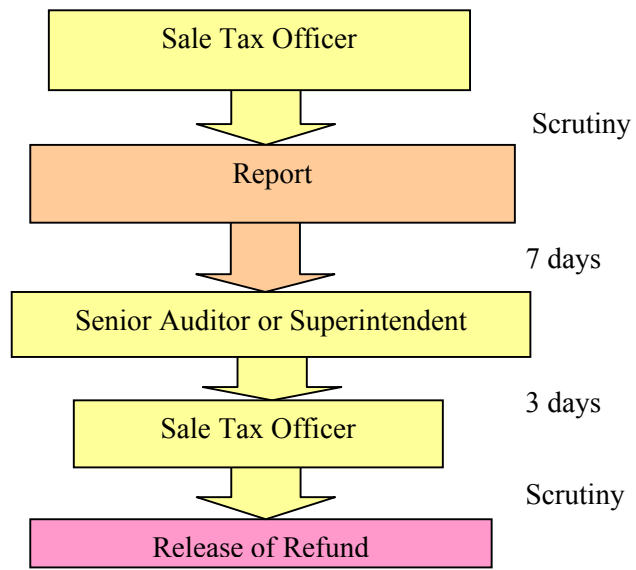 Sale Tax Officer
Scrutiny
Report
7 days
Senior Auditor or Superintendent
3 days
Sale Tax Officer
Scrutiny
Release of Refund